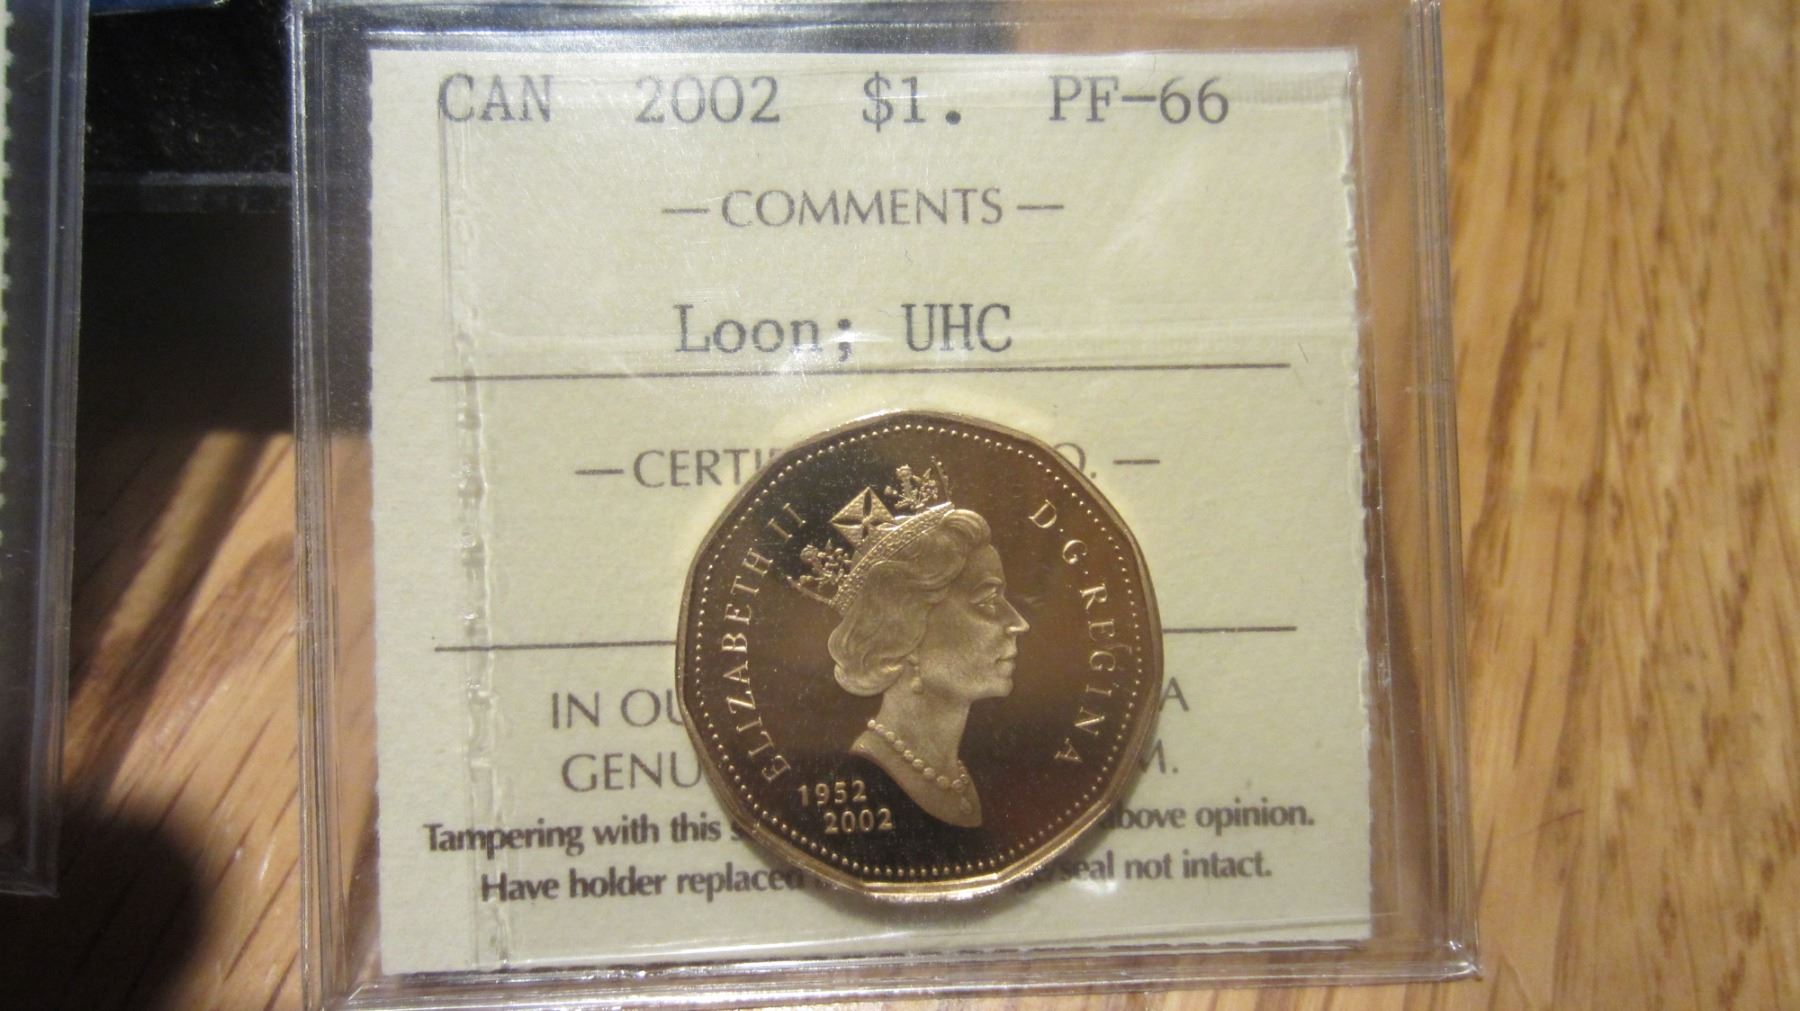 CAN 2002 $1. PF-66
— COMMENTS —
Loon; UHC
— CERTI O. —
ELIZABETH II D·G·REGINA
1952
2002
IN OU A
GENU M.
Tampering with this above opinion.
Have holder replaced seal not intact.